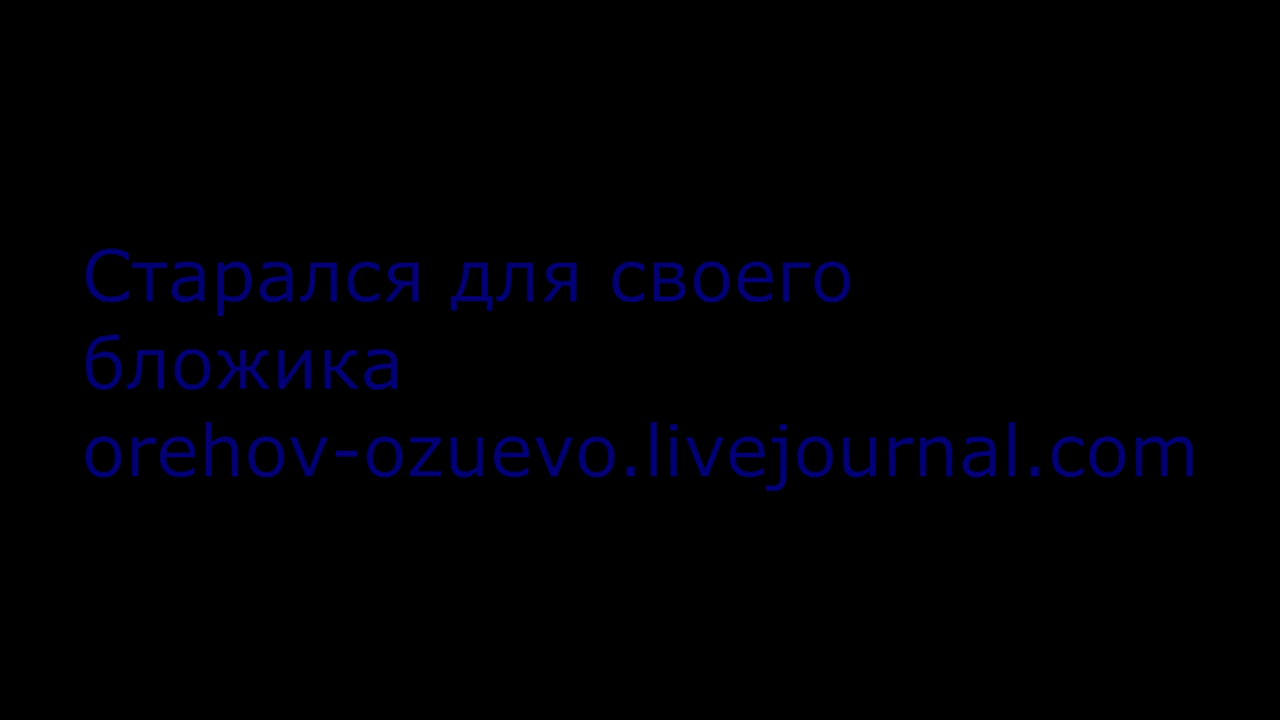 Старался для своего
бложика
orehov-ozuevo.livejournal.com